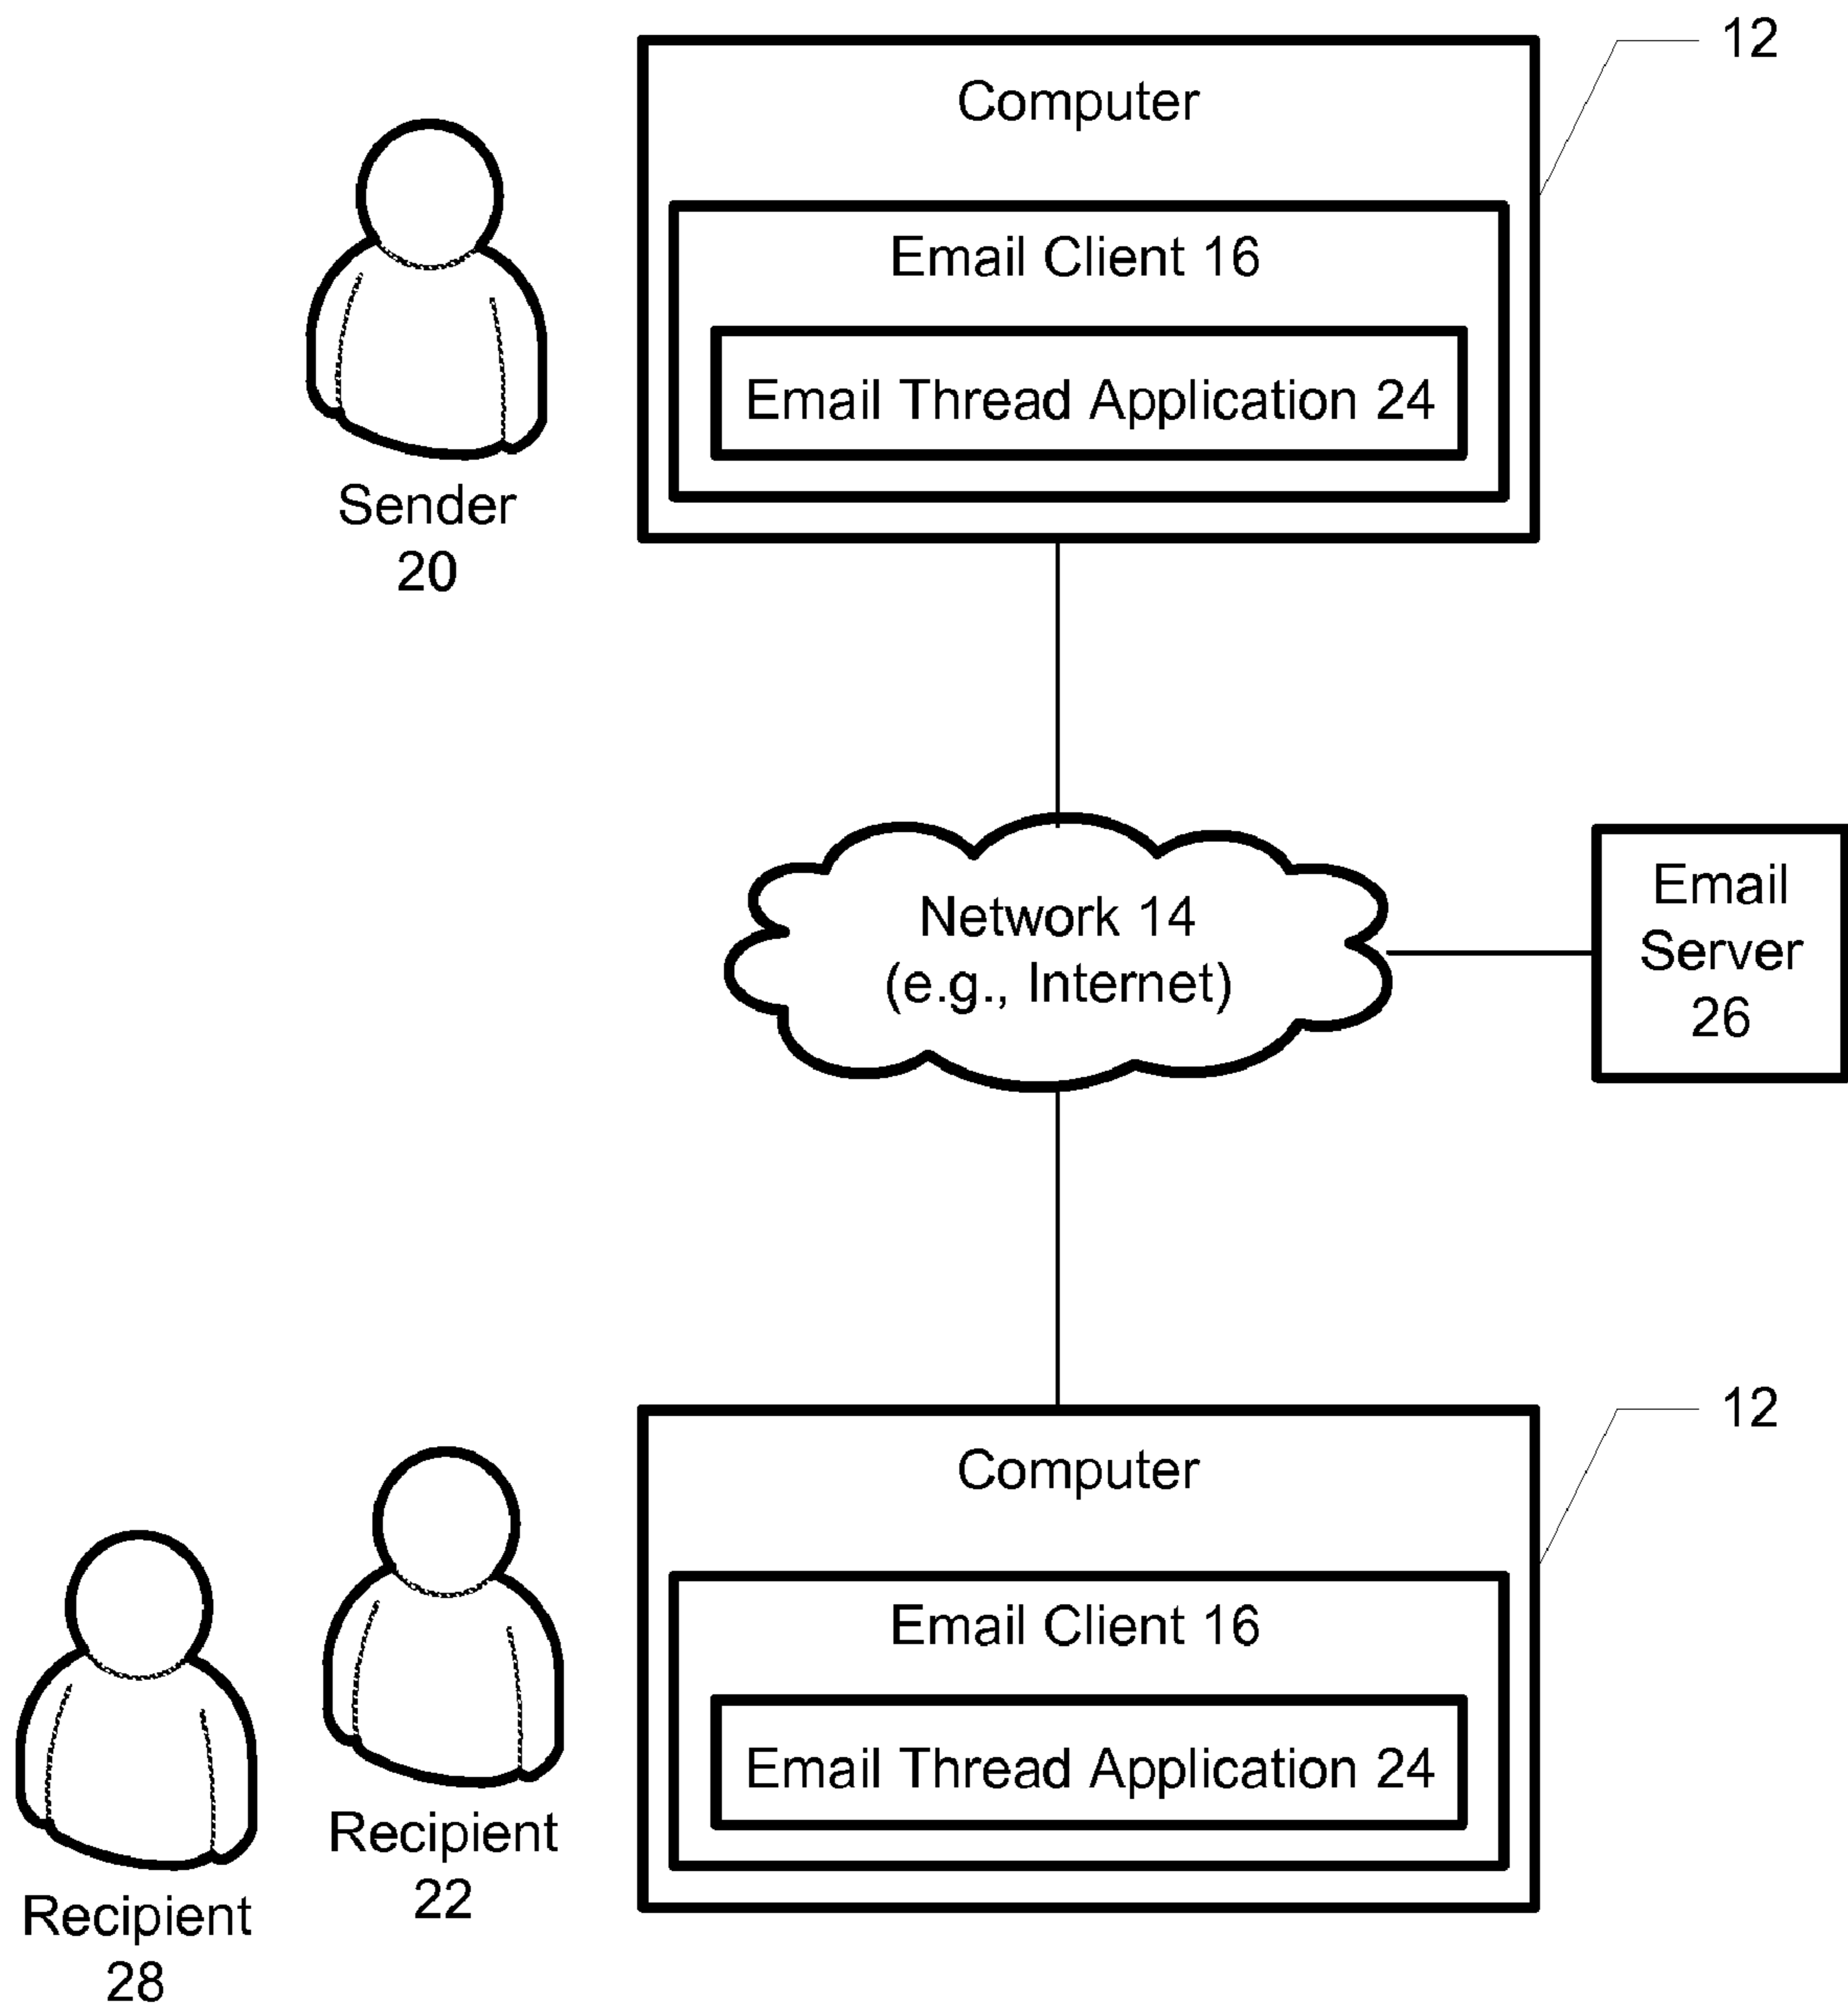 12
Computer
Email Client 16
Email Thread Application 24
Sender
20
Network 14
(e.g., Internet)
Email
Server
26
12
Computer
Email Client 16
Email Thread Application 24
Recipient
22
Recipient
28